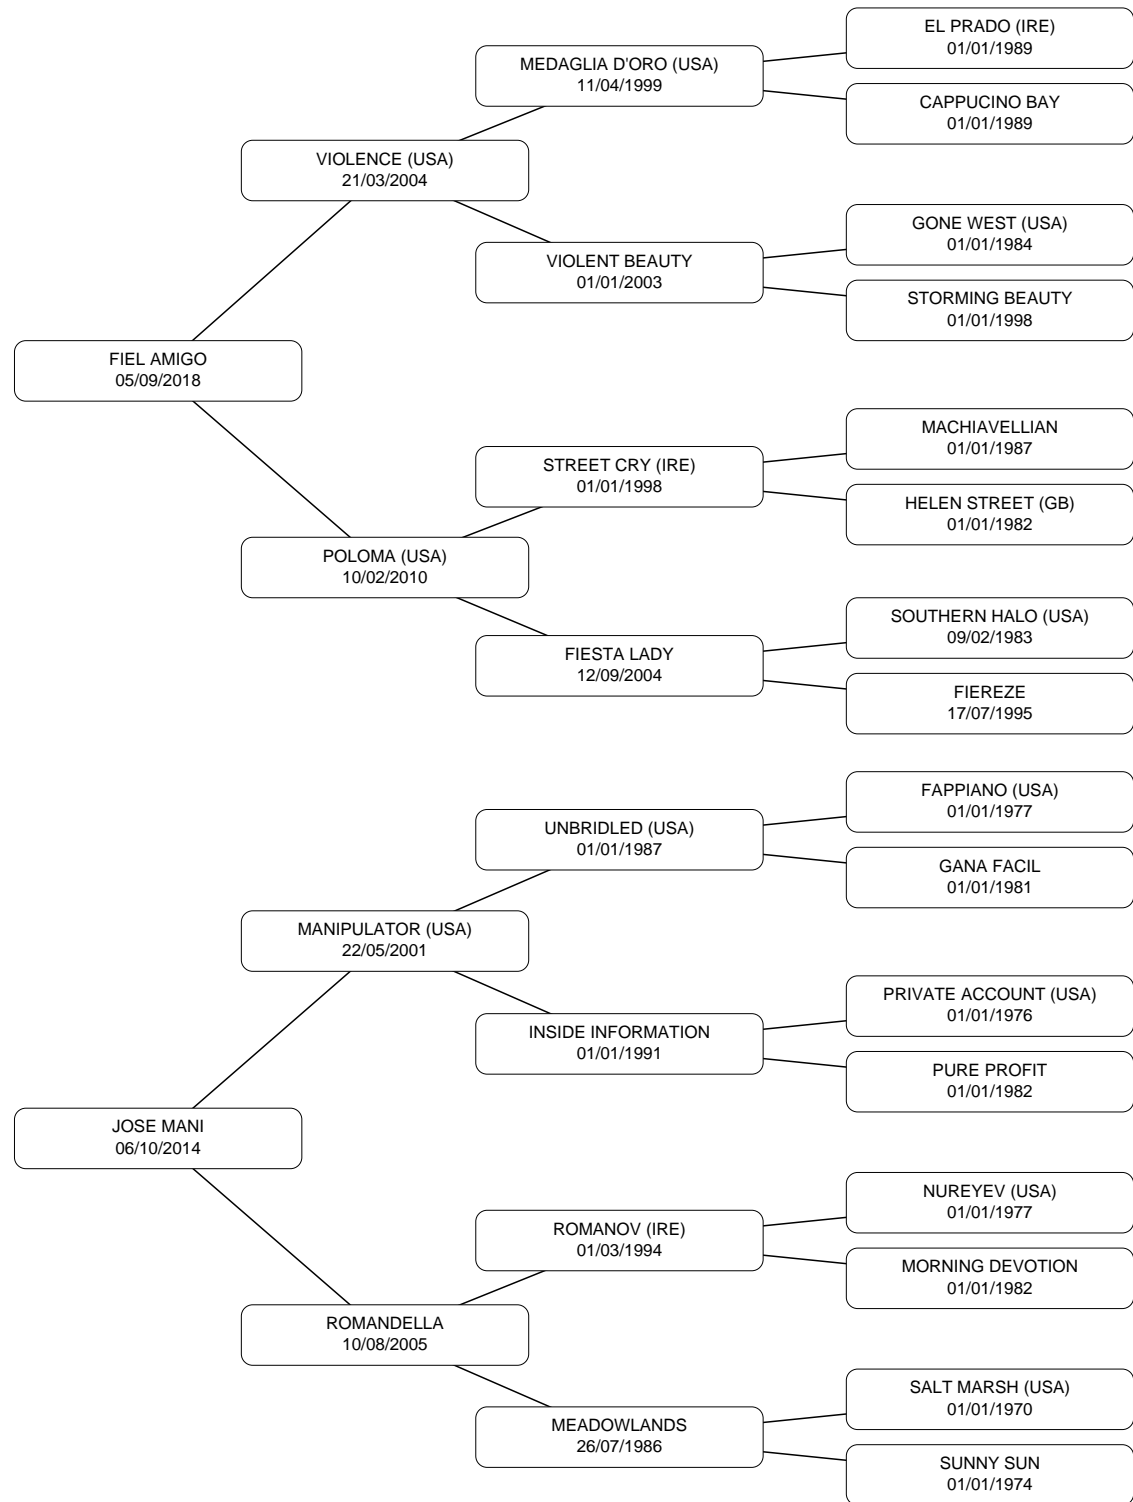 EL PRADO (IRE)
01/01/1989
MEDAGLIA D'ORO (USA)
11/04/1999
CAPPUCINO BAY
01/01/1989
VIOLENCE (USA)
21/03/2004
GONE WEST (USA)
01/01/1984
VIOLENT BEAUTY
01/01/2003
STORMING BEAUTY
01/01/1998
FIEL AMIGO
05/09/2018
MACHIAVELLIAN
01/01/1987
STREET CRY (IRE)
01/01/1998
HELEN STREET (GB)
01/01/1982
POLOMA (USA)
10/02/2010
SOUTHERN HALO (USA)
09/02/1983
FIESTA LADY
12/09/2004
FIEREZE
17/07/1995
FAPPIANO (USA)
01/01/1977
UNBRIDLED (USA)
01/01/1987
GANA FACIL
01/01/1981
MANIPULATOR (USA)
22/05/2001
PRIVATE ACCOUNT (USA)
01/01/1976
INSIDE INFORMATION
01/01/1991
PURE PROFIT
01/01/1982
JOSE MANI
06/10/2014
NUREYEV (USA)
01/01/1977
ROMANOV (IRE)
01/03/1994
MORNING DEVOTION
01/01/1982
ROMANDELLA
10/08/2005
SALT MARSH (USA)
01/01/1970
MEADOWLANDS
26/07/1986
SUNNY SUN
01/01/1974